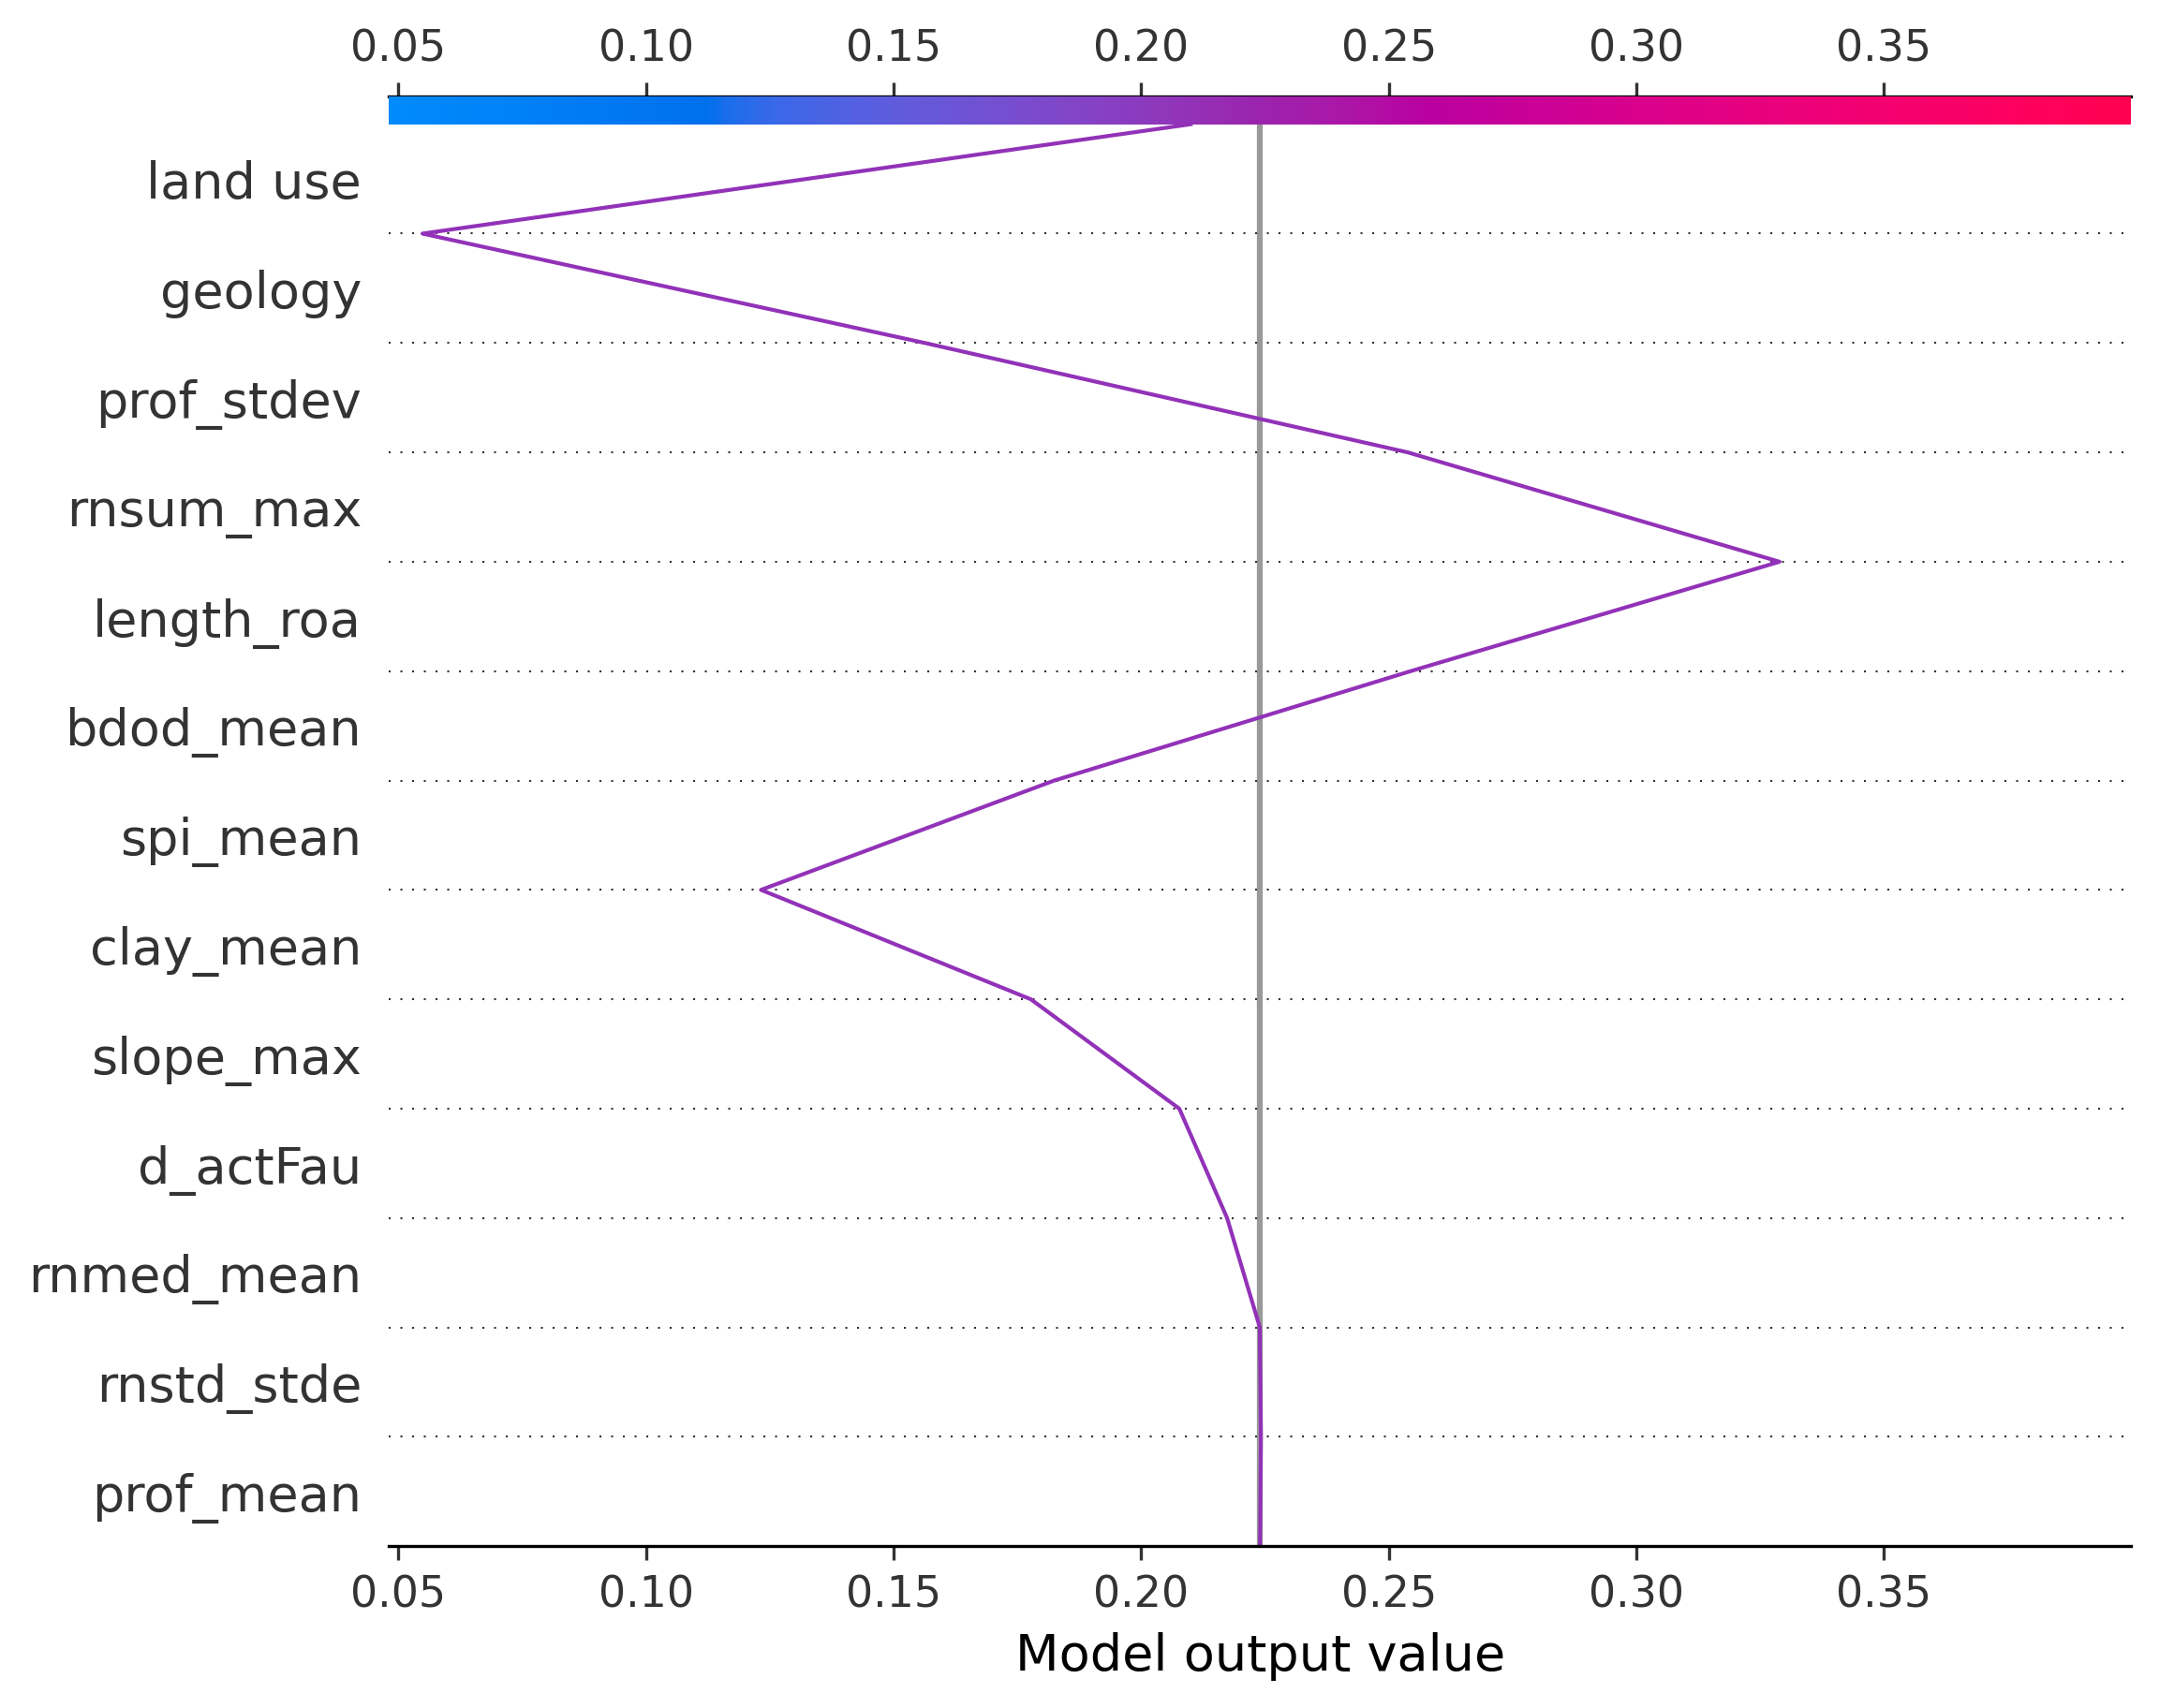 0.05 0.10 0.15 0.20 0.25 0.30 0.35
land use
geology
prof_stdev
rnsum_max
length_roa
bdod_mean
spi_mean
clay_mean
slope_max
d_actFau
rnmed_mean
rnstd_stde
prof_mean
0.05 0.10 0.15 0.20 0.25 0.30 0.35
Model output value